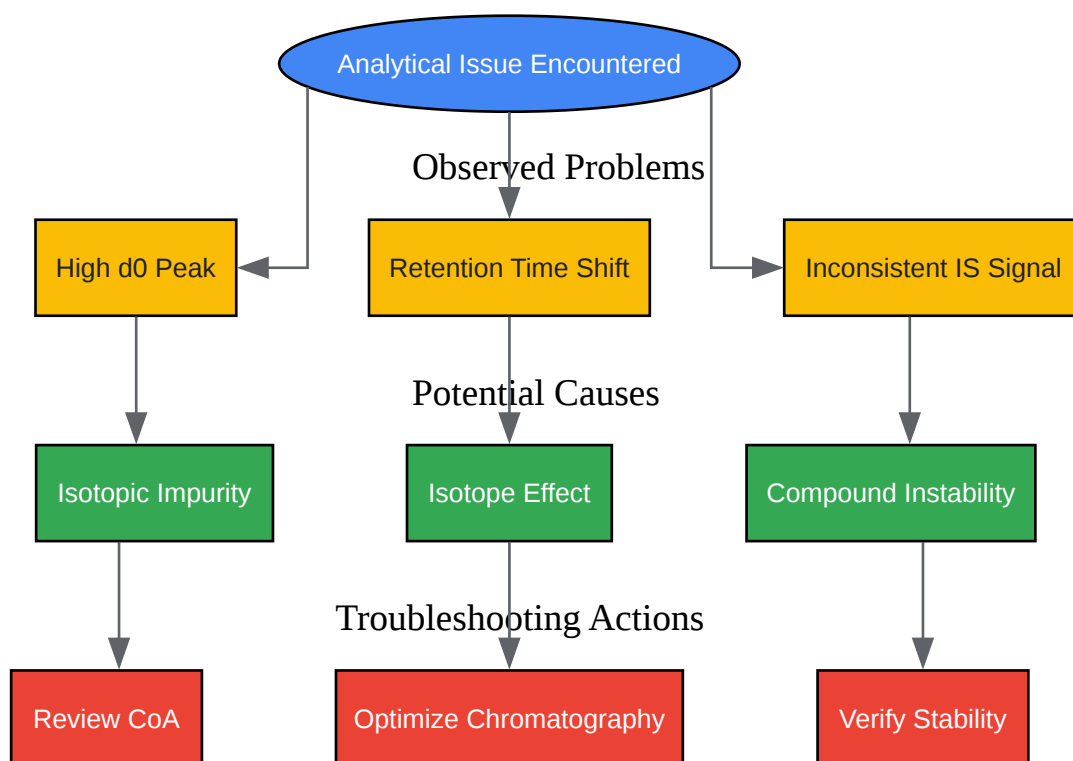 Analytical Issue Encountered
Observed Problems
High d0 Peak
Retention Time Shift
Inconsistent IS Signal
Potential Causes
Isotopic Impurity
Isotope Effect
Compound Instability
Troubleshooting Actions
Review CoA
Optimize Chromatography
Verify Stability